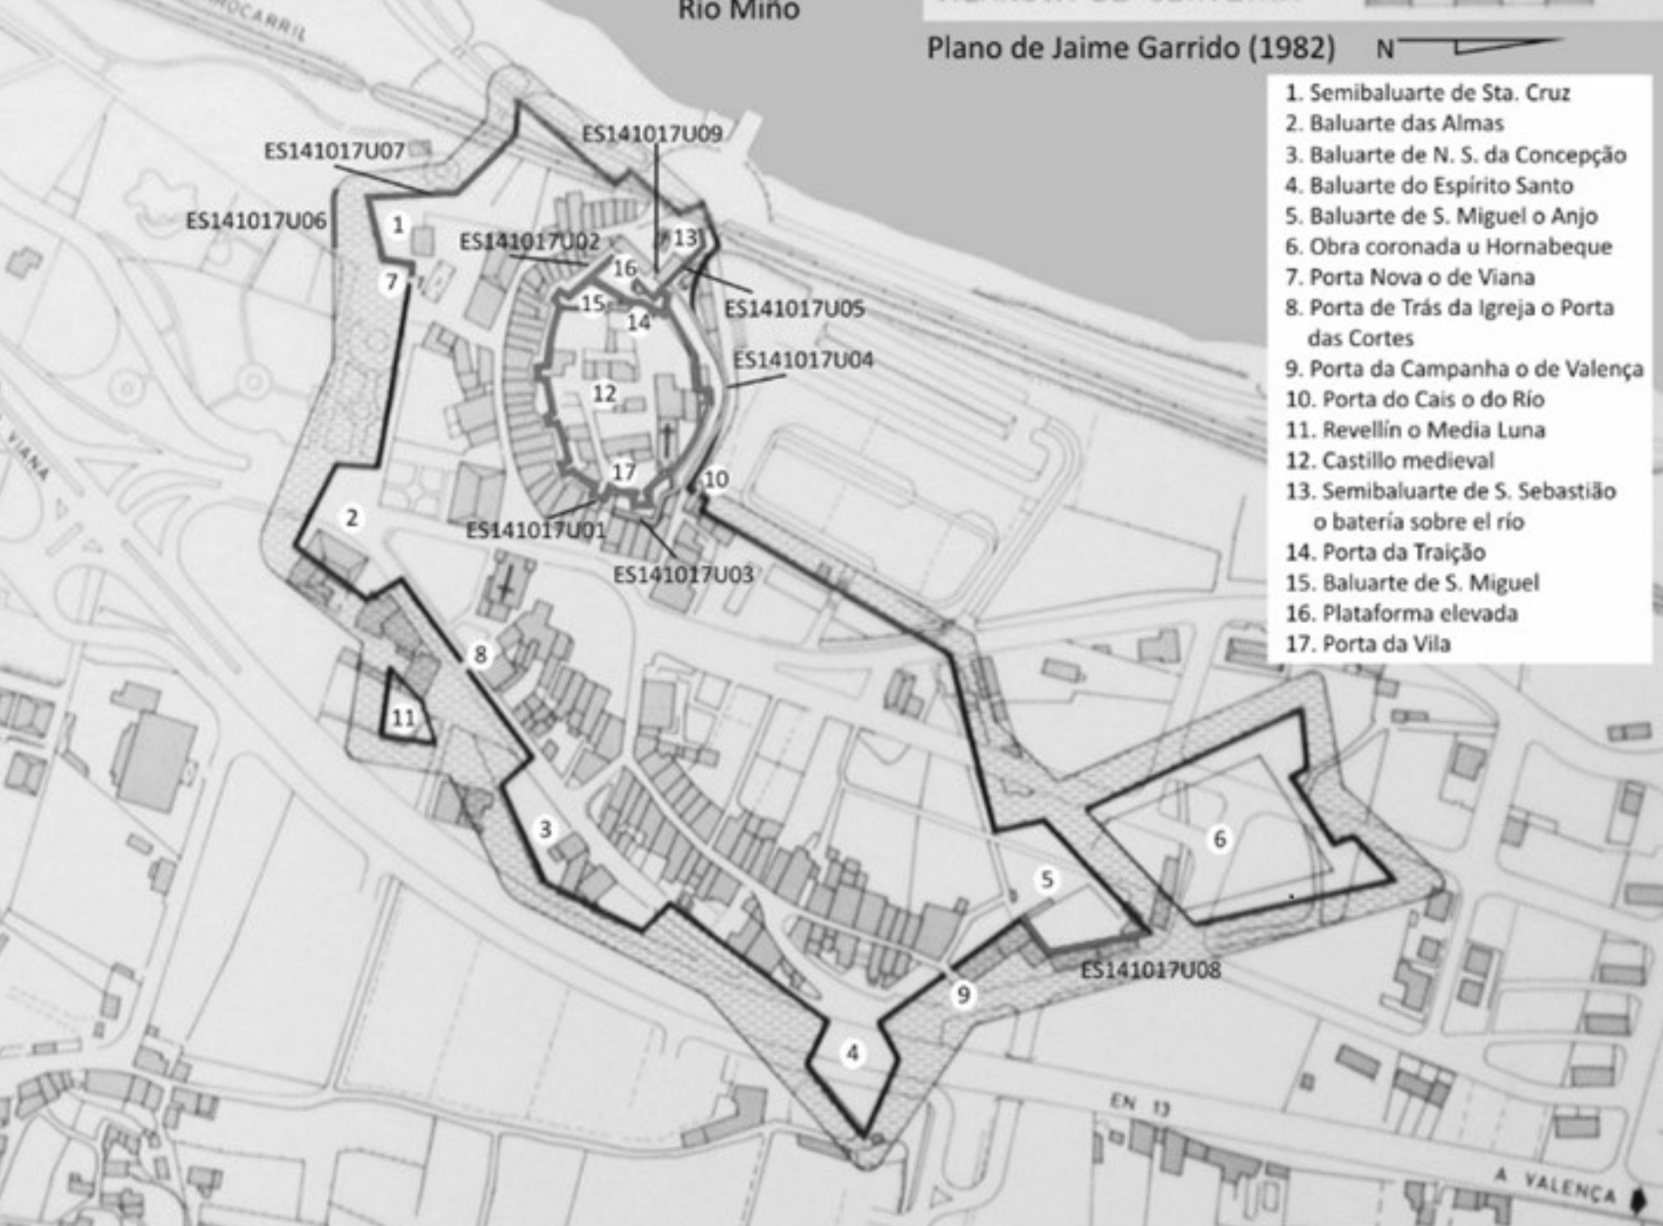 Río Miño
Plano de Jaime Garrido (1982)
N
1. Semibaluarte de Sta. Cruz
2. Baluarte das Almas
3. Baluarte de N. S. da Concepção
4. Baluarte do Espírito Santo
5. Baluarte de S. Miguel o Anjo
6. Obra coronada u Hornabeque
7. Porta Nova o de Viana
8. Porta de Trás da Igreja o Porta
das Cortes
9. Porta da Campanha o de Valença
10. Porta do Cais o do Río
11. Revellín o Media Luna
12. Castillo medieval
13. Semibaluarte de S. Sebastião
o batería sobre el río
14. Porta da Traição
15. Baluarte de S. Miguel
16. Plataforma elevada
17. Porta da Vila
ES141017U09
ES141017U07
ES141017U06
1
ES141017U02
13
16
7
15
14
ES141017U05
ES141017U04
12
VIANA
17
10
2
ES141017U01
ES141017U03
8
11
3
6
5
ES141017U08
9
4
EN 13
A VALENÇA